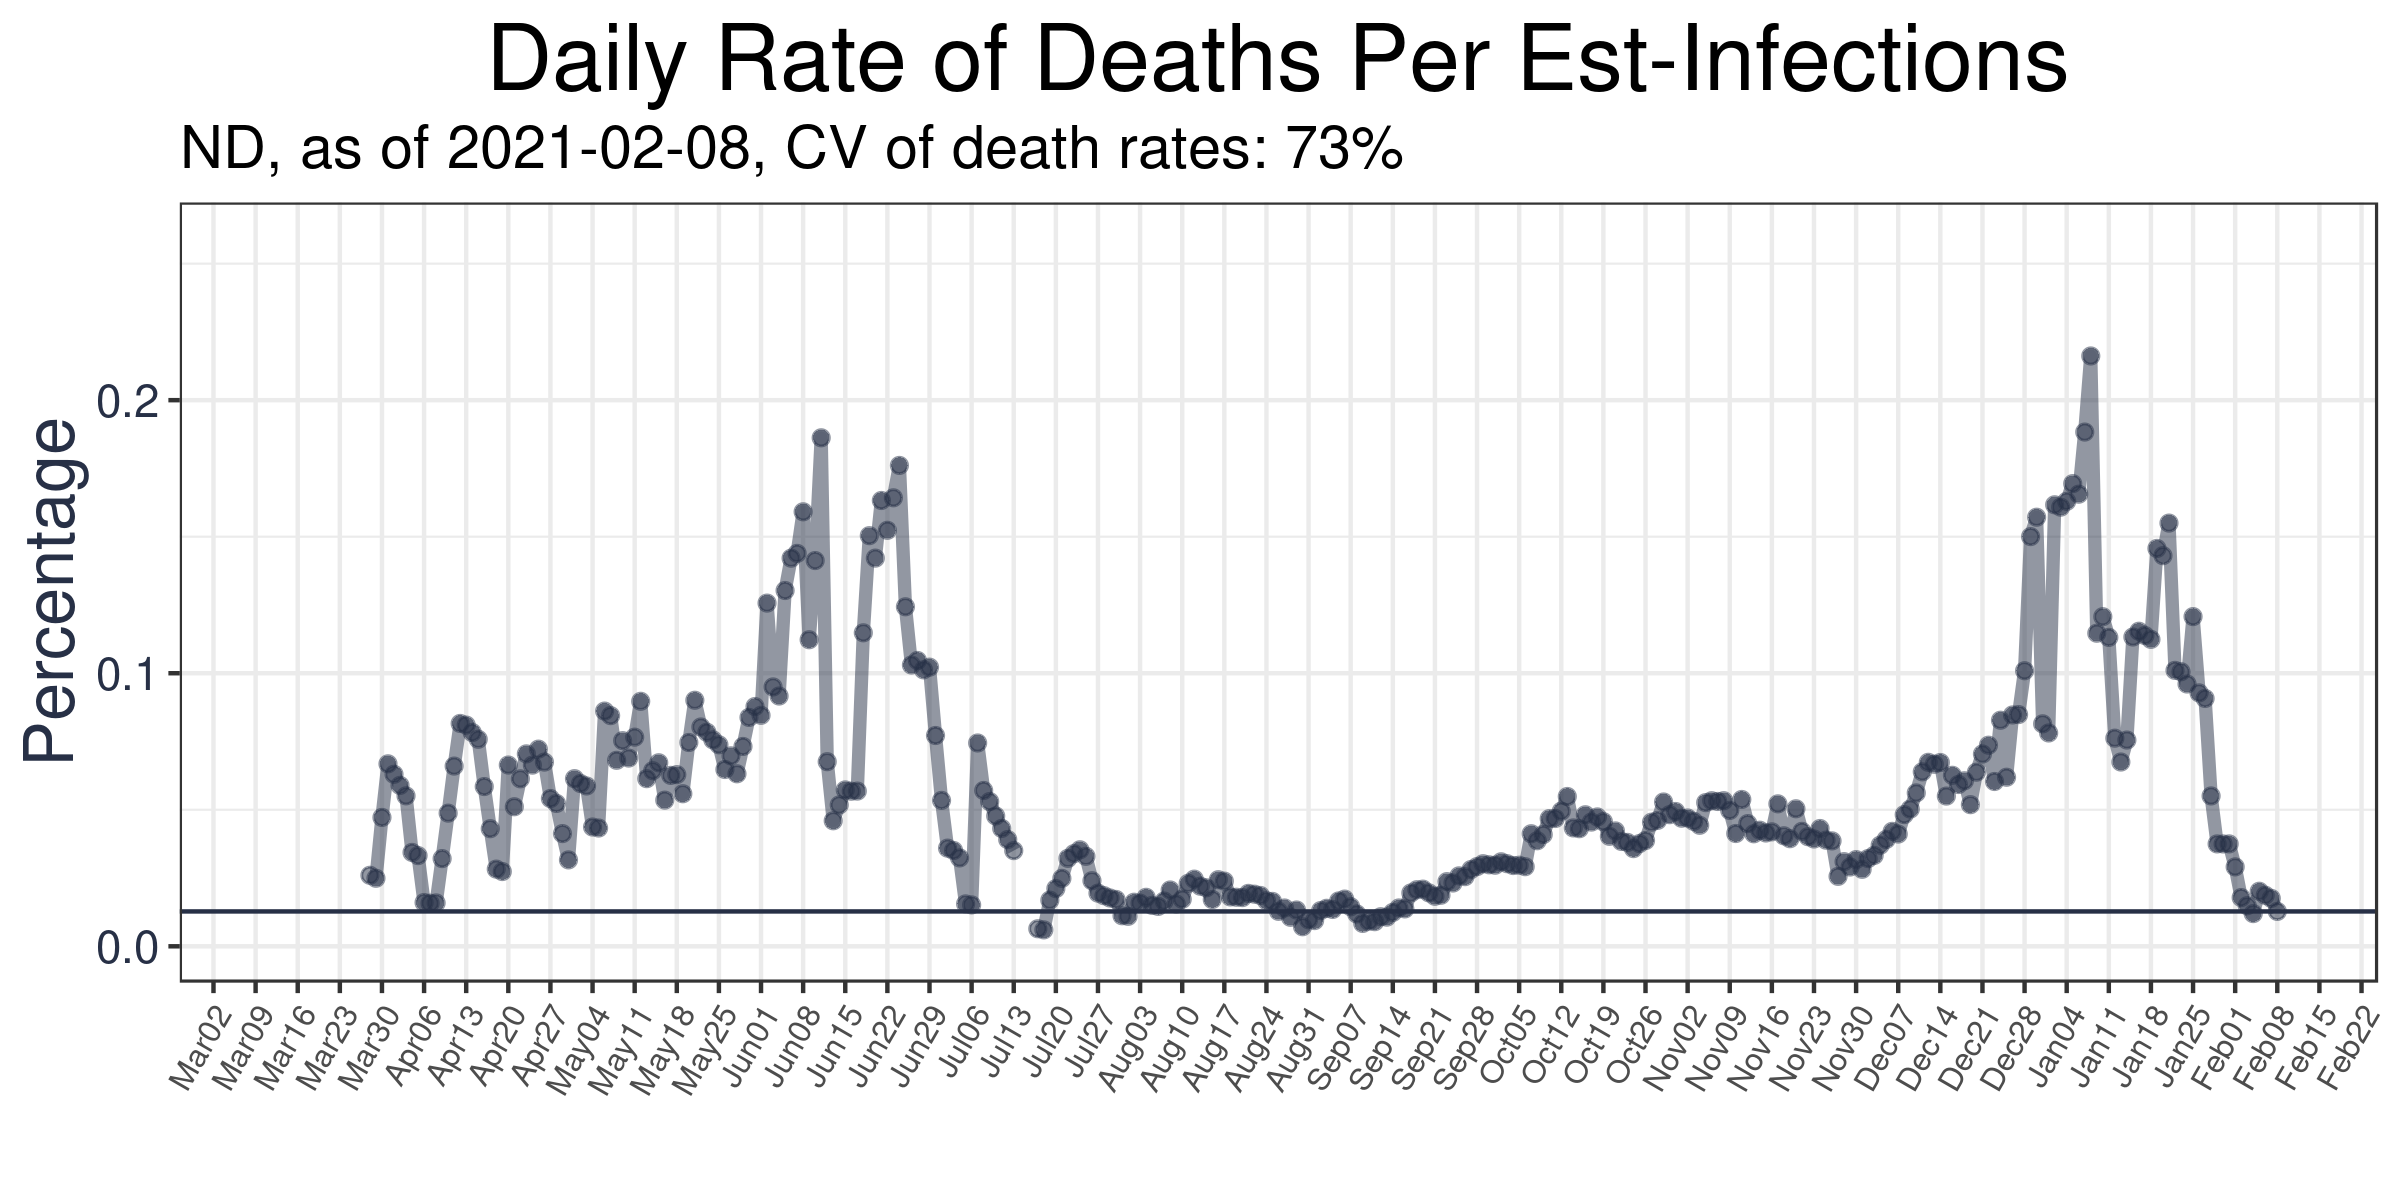 Daily Rate of Deaths Per Est-Infections
ND, as of 2021-02-08, CV of death rates: 73%
Percentage
0.2
0.1
0.0
Mar02 Mar09 Mar16 Mar23 Mar30 Apr06 Apr13 Apr20 Apr27 May04 May11 May18 May25 Jun01 Jun08 Jun15 Jun22 Jun29 Jul06 Jul13 Jul20 Jul27 Aug03 Aug10 Aug17 Aug24 Aug31 Sep07 Sep14 Sep21 Sep28 Oct05 Oct12 Oct19 Oct26 Nov02 Nov09 Nov16 Nov23 Nov30 Dec07 Dec14 Dec21 Dec28 Jan04 Jan11 Jan18 Jan25 Feb01 Feb08 Feb15 Feb22